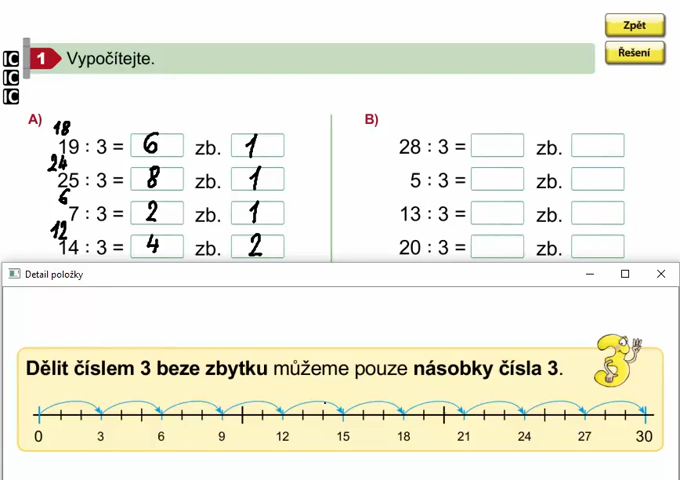 Zpět
Řešení
1 Vypočítejte.
A)
18
19 : 3 = 6 zb. 1
24
25 : 3 = 8 zb. 1
6
7 : 3 = 2 zb. 1
12
14 : 3 = 4 zb. 2
B)
28 : 3 = zb.
5 : 3 = zb.
13 : 3 = zb.
20 : 3 = zb.
Detail položky
Dělit číslem 3 beze zbytku můžeme pouze násobky čísla 3.
3
0 3 6 9 12 15 18 21 24 27 30